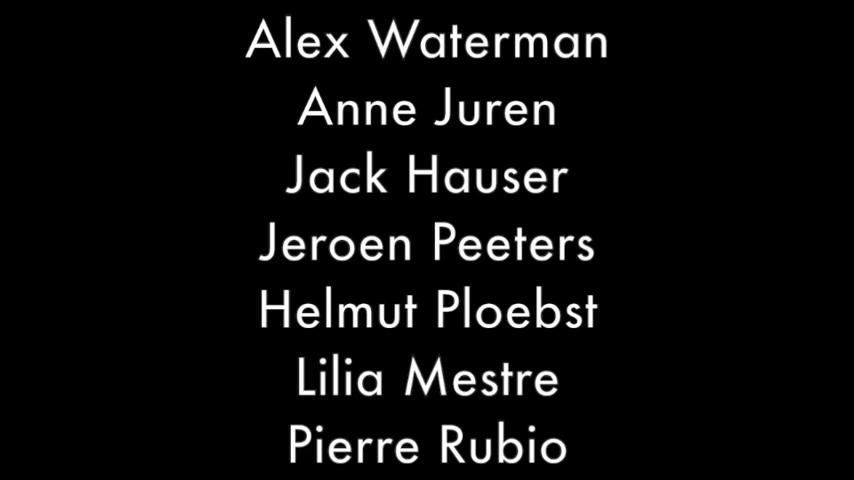 Alex Waterman
Anne Juren
Jack Hauser
Jeroen Peeters
Helmut Ploebst
Lilia Mestre
Pierre Rubio